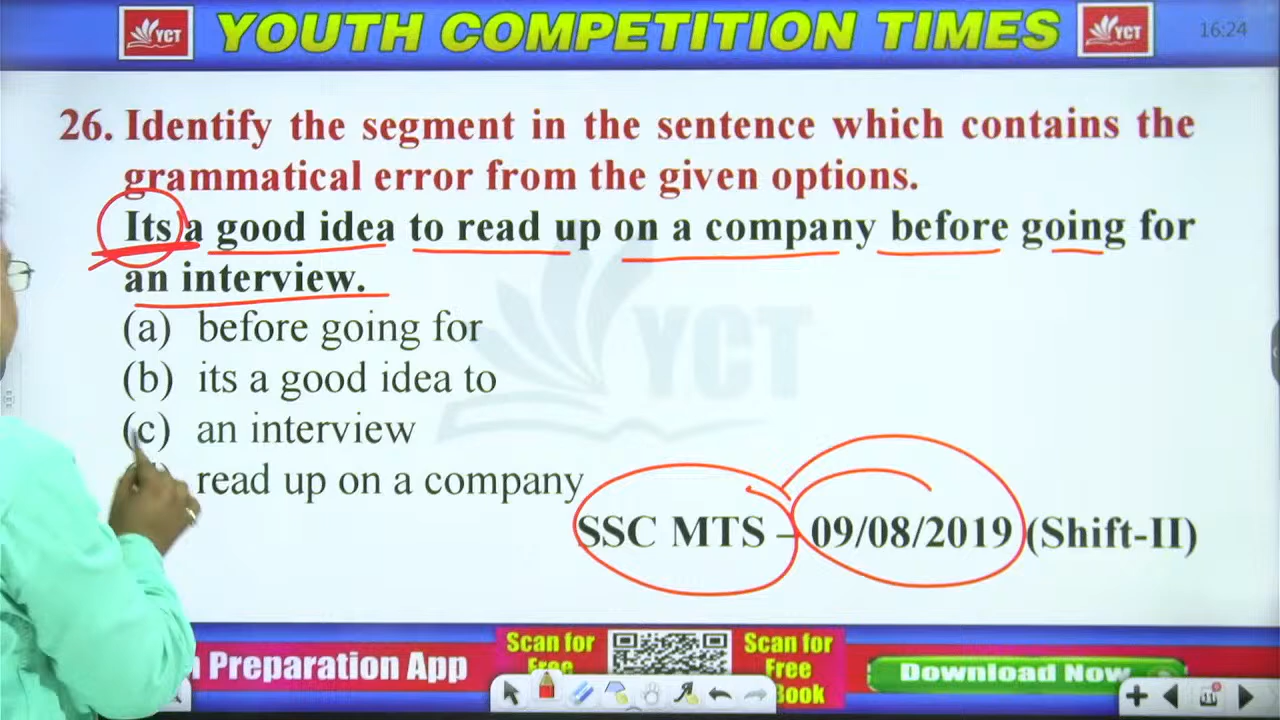 YCT
YOUTH COMPETITION TIMES
YCT
16:24
26. Identify the segment in the sentence which contains the
grammatical error from the given options.
Its a good idea to read up on a company before going for
an interview.
YCT
(a) before going for
(b) its a good idea to
(c) an interview
read up on a company
SSC MTS – 09/08/2019 (Shift-II)
Preparation App
Scan for
Free
Scan for
Free
Book
Download Now